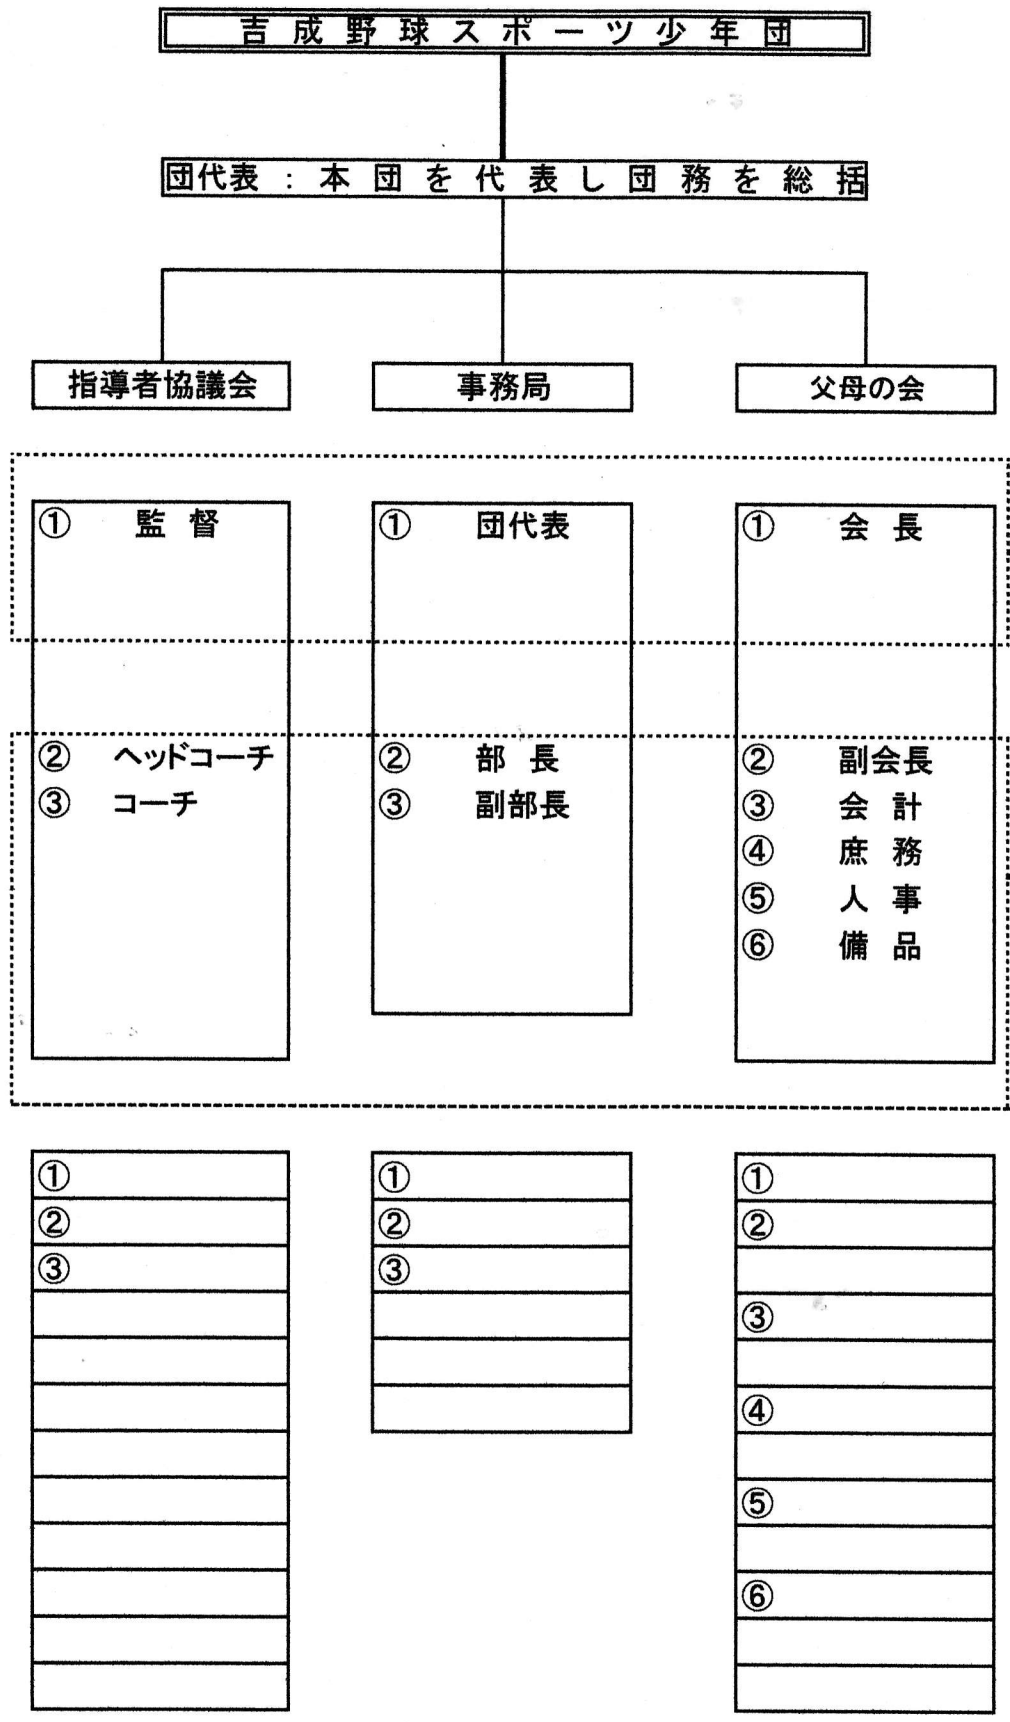 吉成野球スポーツ少年団
団代表:本団を代表し団務を総括
指導者協議会
事務局
父母の会
① 監督
① 団代表
① 会長
② ヘッドコーチ
③ コーチ
② 部長
③ 副部長
② 副会長
③ 会計
④ 庶務
⑤ 人事
⑥ 備品
①
②
③
①
②
③
①
②
③
④
⑤
⑥